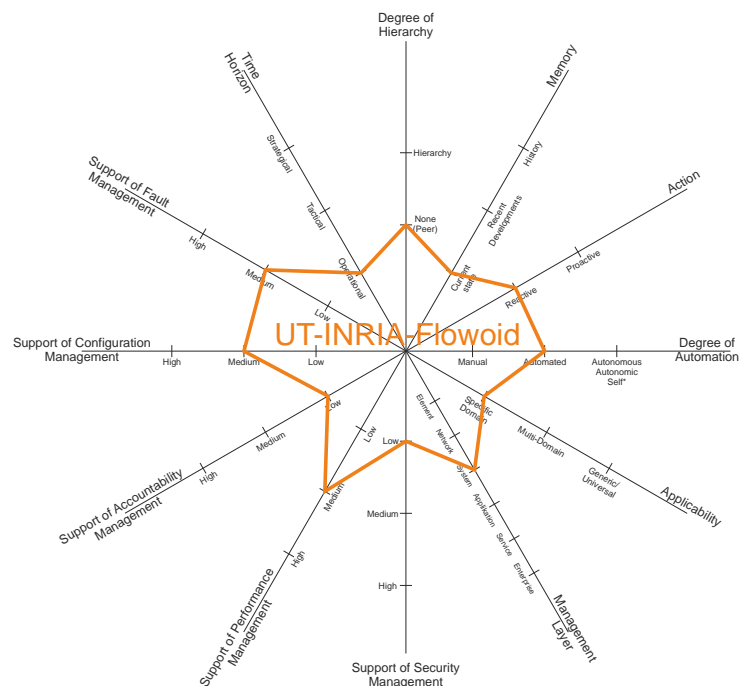 Degree of
Hierarchy
Time
Horizon
Memory
Strategical
Hierarchy
History
Support of Fault
Management
Action
Tactical
None
(Peer)
Recent
Developments
High
Proactive
Medium
Operational
Current
state
Reactive
Low
UT-INRIA-Flowoid
Support of Configuration
Management
High
Medium
Low
Manual
Automated
Autonomous
Autonomic
Self*
Degree of
Automation
Low
Medium
High
Support of Accountability
Management
Element
Network
System
Applikation
Service
Enterprise
Management
Layer
Specific
Domain
Multi-Domain
Generic/
Universal
Applicability
Low
Medium
High
Support of Performance
Management
Low
Medium
High
Support of Security
Management